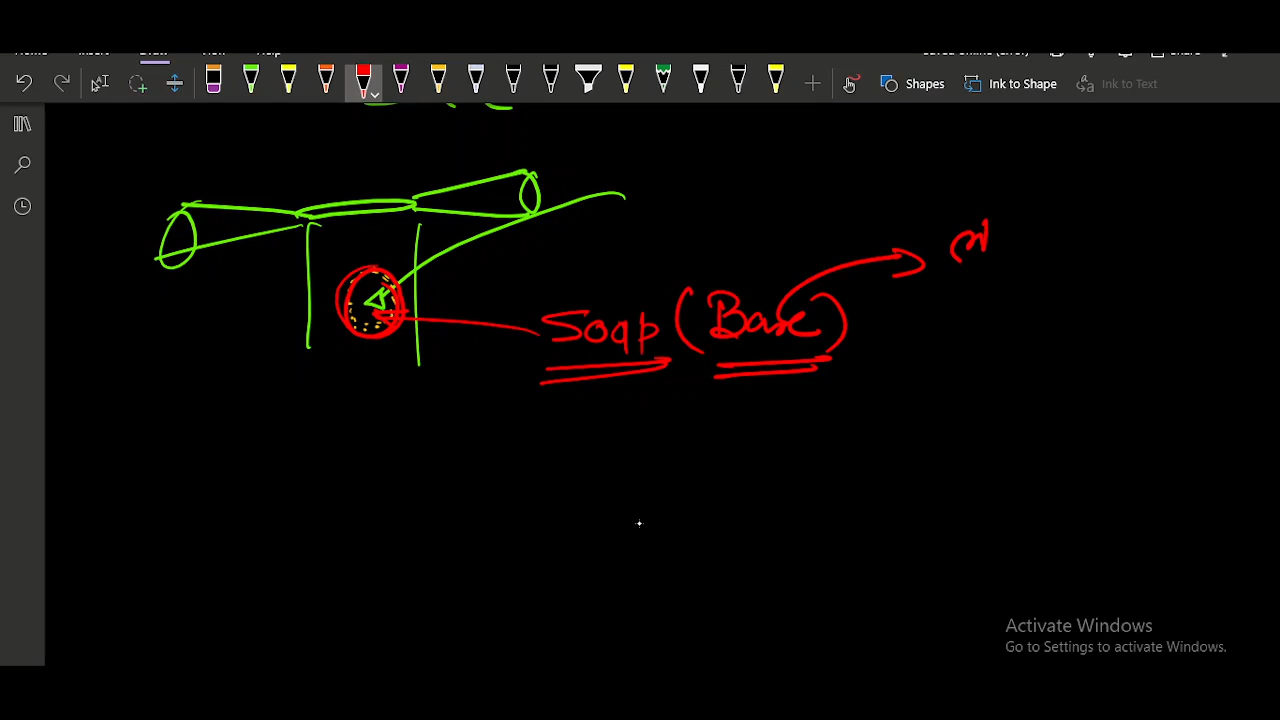 Shapes
Ink to Shape
Ink to Text
Soap (Base)
Activate Windows
Go to Settings to activate Windows.